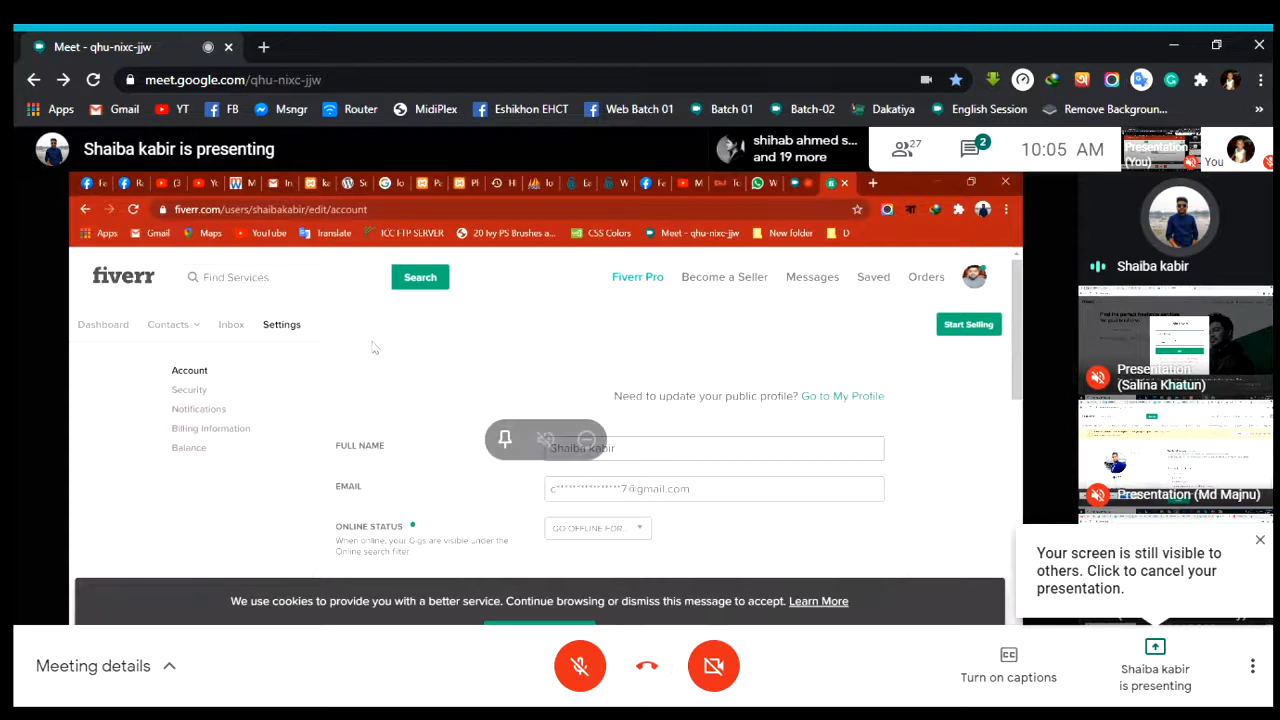 Meet - qhu-nixc-jjw
meet.google.com/qhu-nixc-jjw
Apps Gmail YT FB Msngr Router MidiPlex Eshikhon EHCT Web Batch 01 Batch 01 Batch-02 Dakatiya English Session Remove Backgroun... »
Shaiba kabir is presenting
shihab ahmed s...
and 19 more
27
2
10:05 AM
Presentation
(You)
You
fiverr.com/users/shaibakabir/edit/account
Apps Gmail Maps YouTube Translate ICC FTP SERVER 20 Ivy PS Brushes a... CSS Colors Meet - qhu-nixc-jjw New folder D
fiverr
Find Services
Search
Fiverr Pro Become a Seller Messages Saved Orders
Dashboard Contacts Inbox Settings
Start Selling
Account
Security
Notifications
Billing Information
Balance
Need to update your public profile? Go to My Profile
FULL NAME
Shaiba kabir
EMAIL
c***************7@gmail.com
ONLINE STATUS
GO OFFLINE FOR...
When online, your Gigs are visible under the
Online search filter
We use cookies to provide you with a better service. Continue browsing or dismiss this message to accept. Learn More
Shaiba kabir
Presentation
(Salina Khatun)
Presentation (Md Majnu)
Your screen is still visible to
others. Click to cancel your
presentation.
Meeting details
CC
Turn on captions
Shaiba kabir
is presenting